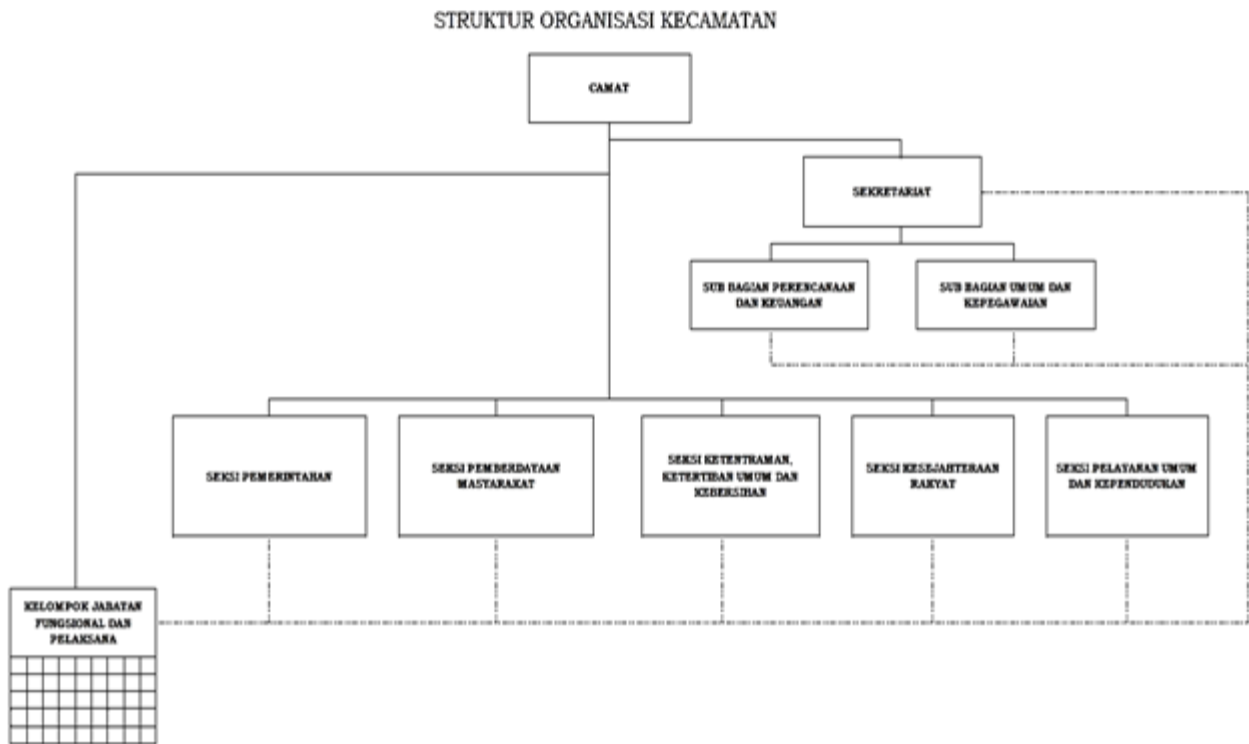 STRUKTUR ORGANISASI KECAMATAN
CAMAT
SEKRETARIAT
SUB BAGIAN PERENCANAAN
DAN KEUANGAN
SUB BAGIAN UMUM DAN
KEPEGAWAIAN
SEKSI PEMERINTAHAN
SEKSI PEMBERDAYAAN
MASYARAKAT
SEKSI KETENTRAMAN,
KETERTIBAN UMUM DAN
KEBERSIHAN
SEKSI KESEJAHTERAAN
RAKYAT
SEKSI PELAYANAN UMUM
DAN KEPENDUDUKAN
KELOMPOK JABATAN
FUNGSIONAL DAN
PELAKSANA